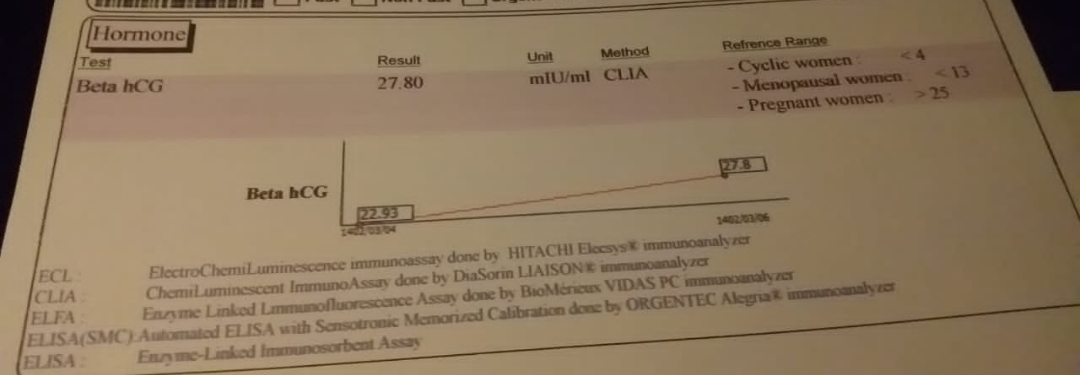 Hormone
Test Result Unit Method Refrence Range
Beta hCG 27.80 mIU/ml CLIA - Cyclic women : < 4
- Menopausal women : < 13
- Pregnant women : > 25
27.8
Beta hCG
22.93
1402/03/04 1402/03/06
ECL : ElectroChemiLuminescence immunoassay done by HITACHI Elecsys® immunoanalyzer
CLIA : ChemiLuminescent ImmunoAssay done by DiaSorin LIAISON® immunoanalyzer
ELFA : Enzyme Linked Lmmunofluorescence Assay done by BioMérieux VIDAS PC immunoanalyzer
ELISA(SMC):Automated ELISA with Sensotronic Memorized Calibration done by ORGENTEC Alegria® immunoanalyzer
ELISA : Enzyme-Linked Immunosorbent Assay